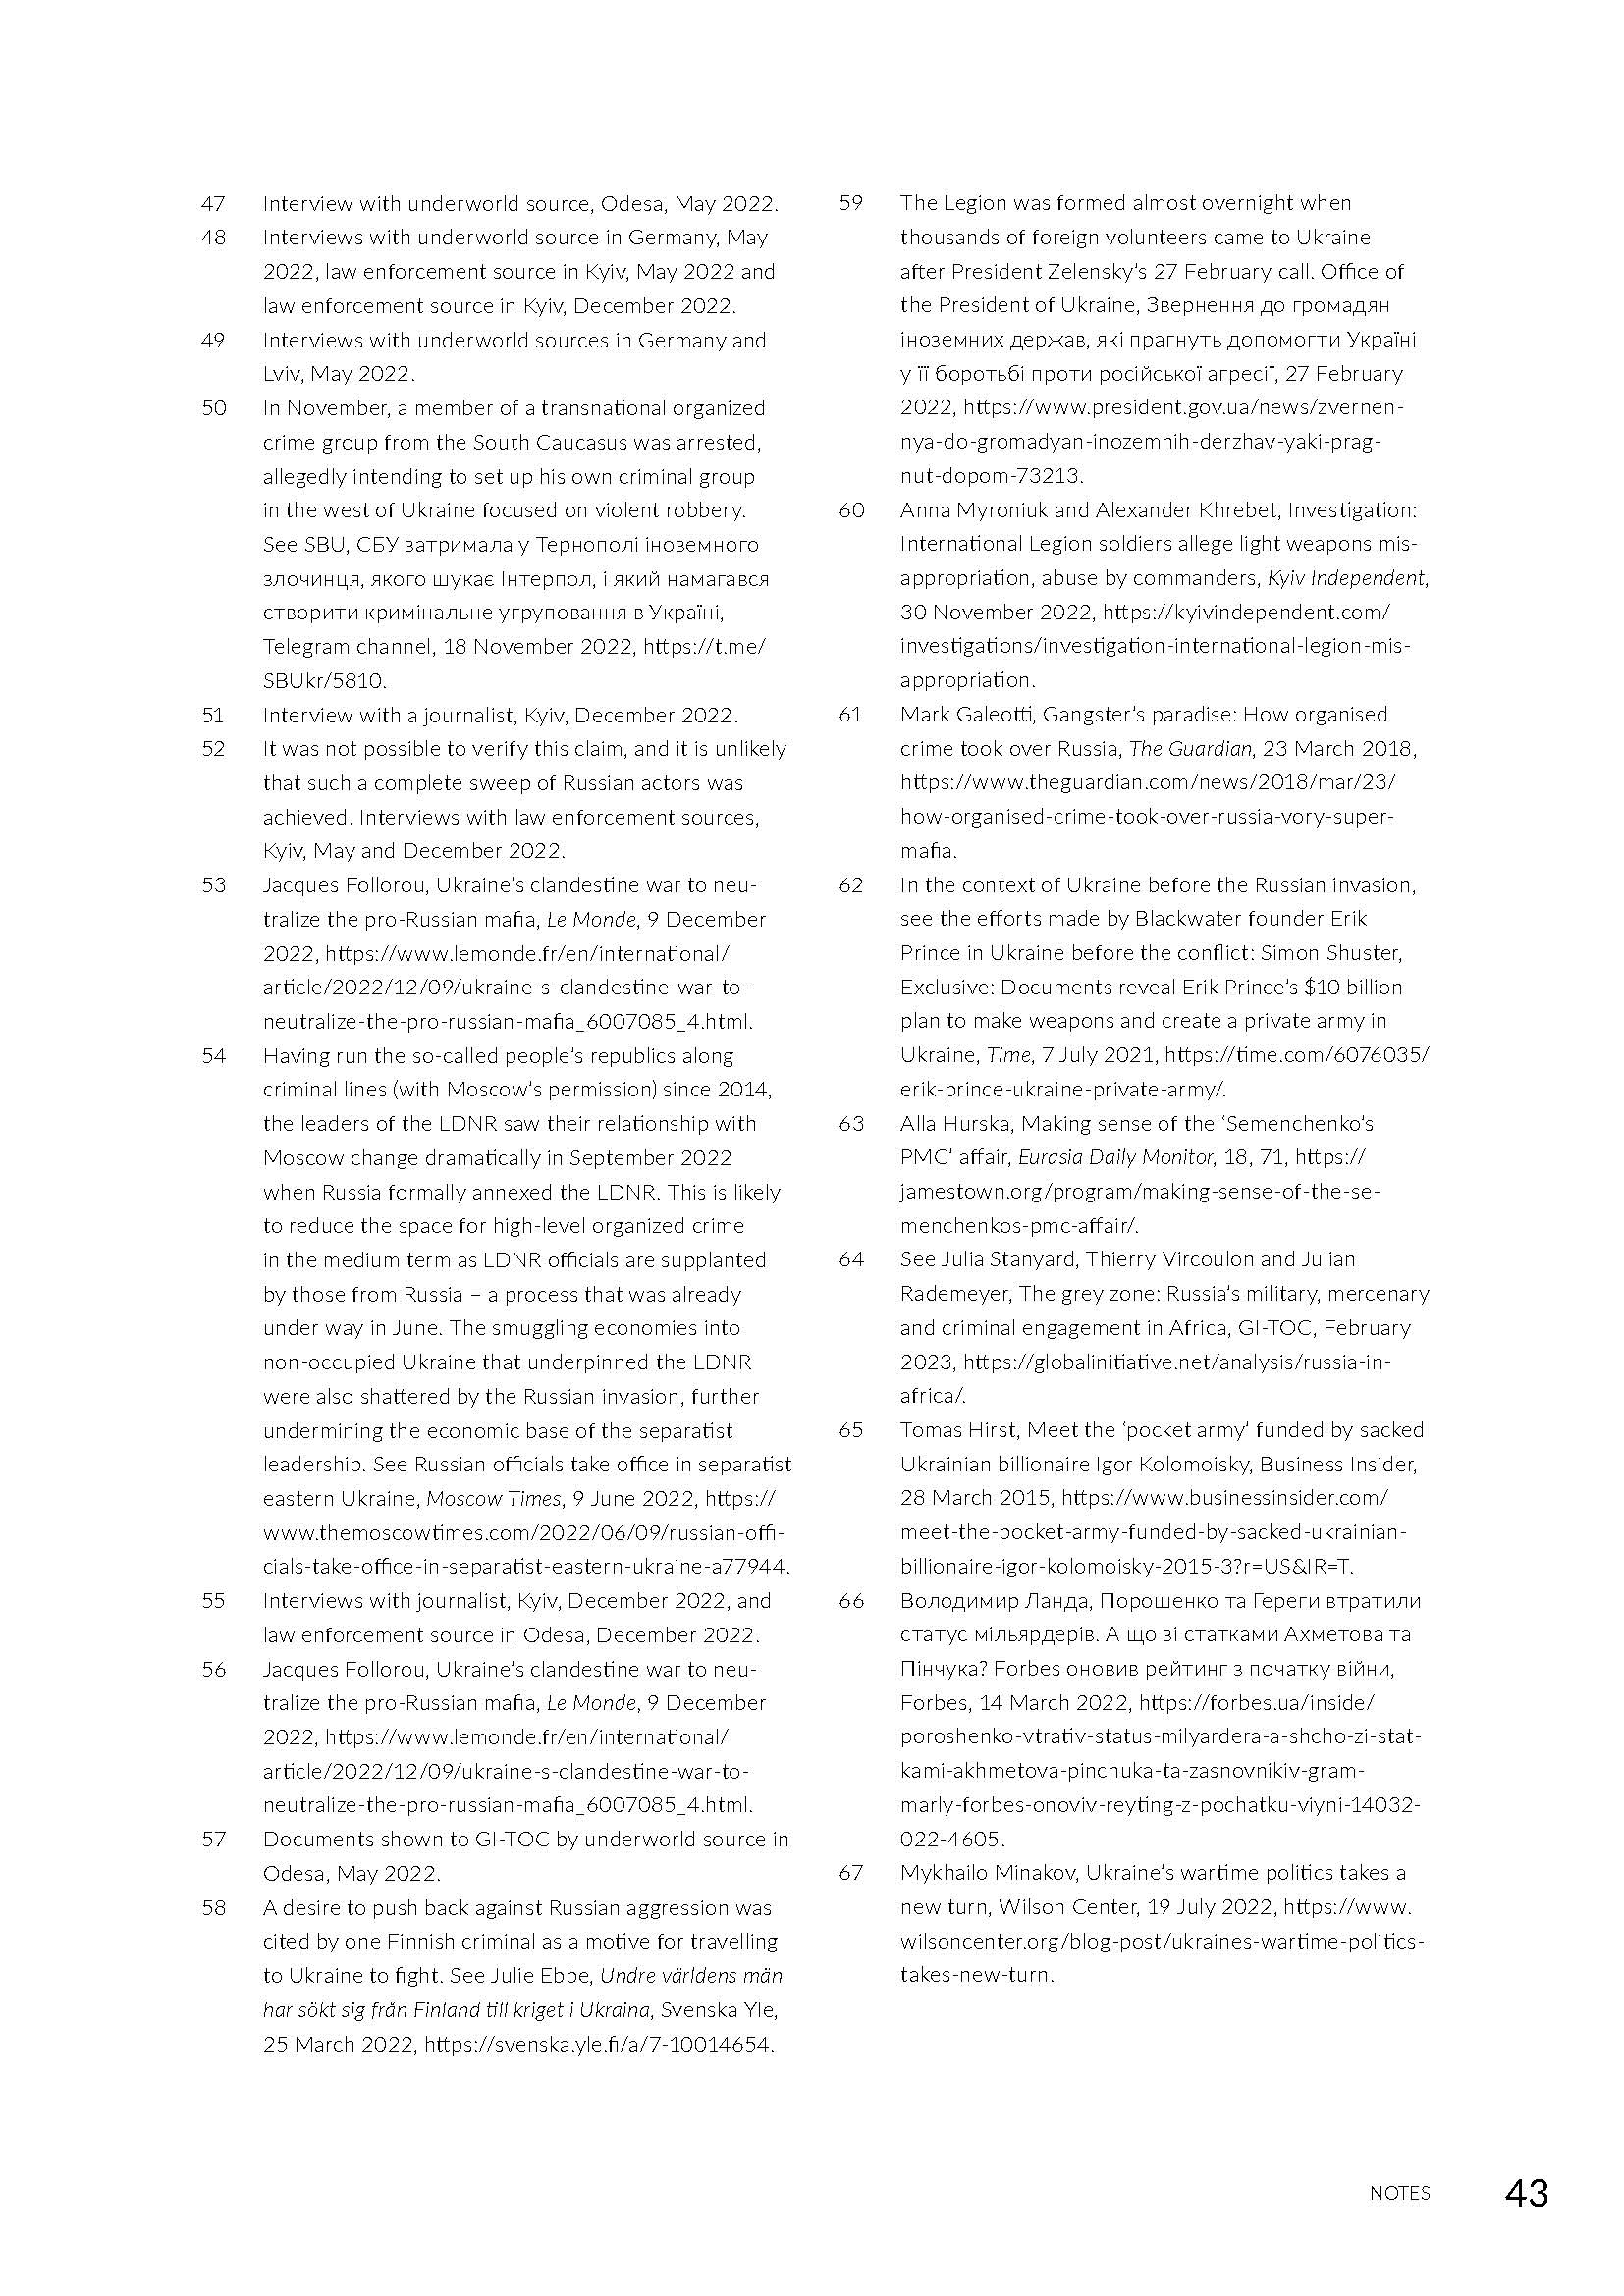 47 Interview with underworld source, Odesa, May 2022.
48 Interviews with underworld source in Germany, May
2022, law enforcement source in Kyiv, May 2022 and
law enforcement source in Kyiv, December 2022.
49 Interviews with underworld sources in Germany and
Lviv, May 2022.
50 In November, a member of a transnational organized
crime group from the South Caucasus was arrested,
allegedly intending to set up his own criminal group
in the west of Ukraine focused on violent robbery.
See SBU, СБУ затримала у Тернополі іноземного
злочинця, якого шукає Інтерпол, і який намагався
створити кримінальне угруповання в Україні,
Telegram channel, 18 November 2022, https://t.me/
SBUkr/5810.
51 Interview with a journalist, Kyiv, December 2022.
52 It was not possible to verify this claim, and it is unlikely
that such a complete sweep of Russian actors was
achieved. Interviews with law enforcement sources,
Kyiv, May and December 2022.
53 Jacques Follorou, Ukraine’s clandestine war to neu-
tralize the pro-Russian mafia, Le Monde, 9 December
2022, https://www.lemonde.fr/en/international/
article/2022/12/09/ukraine-s-clandestine-war-to-
neutralize-the-pro-russian-mafia_6007085_4.html.
54 Having run the so-called people’s republics along
criminal lines (with Moscow’s permission) since 2014,
the leaders of the LDNR saw their relationship with
Moscow change dramatically in September 2022
when Russia formally annexed the LDNR. This is likely
to reduce the space for high-level organized crime
in the medium term as LDNR officials are supplanted
by those from Russia – a process that was already
under way in June. The smuggling economies into
non-occupied Ukraine that underpinned the LDNR
were also shattered by the Russian invasion, further
undermining the economic base of the separatist
leadership. See Russian officials take office in separatist
eastern Ukraine, Moscow Times, 9 June 2022, https://
www.themoscowtimes.com/2022/06/09/russian-offi-
cials-take-office-in-separatist-eastern-ukraine-a77944.
55 Interviews with journalist, Kyiv, December 2022, and
law enforcement source in Odesa, December 2022.
56 Jacques Follorou, Ukraine’s clandestine war to neu-
tralize the pro-Russian mafia, Le Monde, 9 December
2022, https://www.lemonde.fr/en/international/
article/2022/12/09/ukraine-s-clandestine-war-to-
neutralize-the-pro-russian-mafia_6007085_4.html.
57 Documents shown to GI-TOC by underworld source in
Odesa, May 2022.
58 A desire to push back against Russian aggression was
cited by one Finnish criminal as a motive for travelling
to Ukraine to fight. See Julie Ebbe, Undre världens män
har sökt sig från Finland till kriget i Ukraina, Svenska Yle,
25 March 2022, https://svenska.yle.fi/a/7-10014654.
59 The Legion was formed almost overnight when
thousands of foreign volunteers came to Ukraine
after President Zelensky’s 27 February call. Office of
the President of Ukraine, Звернення до громадян
іноземних держав, які прагнуть допомогти Україні
у її боротьбі проти російської агресії, 27 February
2022, https://www.president.gov.ua/news/zvernen-
nya-do-gromadyan-inozemnih-derzhav-yaki-prag-
nut-dopom-73213.
60 Anna Myroniuk and Alexander Khrebet, Investigation:
International Legion soldiers allege light weapons mis-
appropriation, abuse by commanders, Kyiv Independent,
30 November 2022, https://kyivindependent.com/
investigations/investigation-international-legion-mis-
appropriation.
61 Mark Galeotti, Gangster’s paradise: How organised
crime took over Russia, The Guardian, 23 March 2018,
https://www.theguardian.com/news/2018/mar/23/
how-organised-crime-took-over-russia-vory-super-
mafia.
62 In the context of Ukraine before the Russian invasion,
see the efforts made by Blackwater founder Erik
Prince in Ukraine before the conflict: Simon Shuster,
Exclusive: Documents reveal Erik Prince’s $10 billion
plan to make weapons and create a private army in
Ukraine, Time, 7 July 2021, https://time.com/6076035/
erik-prince-ukraine-private-army/.
63 Alla Hurska, Making sense of the ‘Semenchenko’s
PMC’ affair, Eurasia Daily Monitor, 18, 71, https://
jamestown.org/program/making-sense-of-the-se-
menchenkos-pmc-affair/.
64 See Julia Stanyard, Thierry Vircoulon and Julian
Rademeyer, The grey zone: Russia’s military, mercenary
and criminal engagement in Africa, GI-TOC, February
2023, https://globalinitiative.net/analysis/russia-in-
africa/.
65 Tomas Hirst, Meet the ‘pocket army’ funded by sacked
Ukrainian billionaire Igor Kolomoisky, Business Insider,
28 March 2015, https://www.businessinsider.com/
meet-the-pocket-army-funded-by-sacked-ukrainian-
billionaire-igor-kolomoisky-2015-3?r=US&IR=T.
66 Володимир Ланда, Порошенко та Гереги втратили
статус мільярдерів. А що зі статками Ахметова та
Пінчука? Forbes оновив рейтинг з початку війни,
Forbes, 14 March 2022, https://forbes.ua/inside/
poroshenko-vtrativ-status-milyardera-a-shcho-zi-stat-
kami-akhmetova-pinchuka-ta-zasnovnikiv-gram-
marly-forbes-onoviv-reyting-z-pochatku-viyni-14032-
022-4605.
67 Mykhailo Minakov, Ukraine’s wartime politics takes a
new turn, Wilson Center, 19 July 2022, https://www.
wilsoncenter.org/blog-post/ukraines-wartime-politics-
takes-new-turn.
NOTES 43